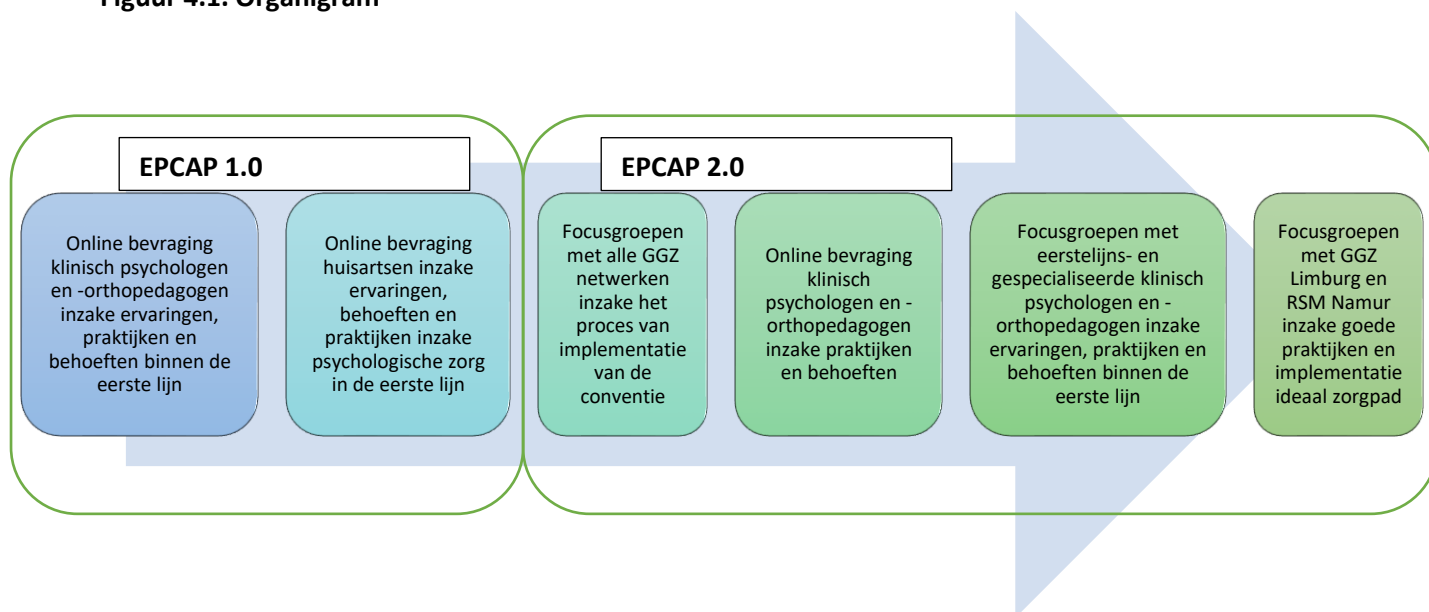 Figuur 4.1: Organigram
EPCAP 1.0
Online bevraging
klinisch psychologen
en -orthopedagogen
inzake ervaringen,
praktijken en
behoeften binnen de
eerste lijn
Online bevraging
huisartsen inzake
ervaringen,
behoeften en
praktijken inzake
psychologische zorg
in de eerste lijn
EPCAP 2.0
Focusgroepen
met alle GGZ
netwerken
inzake het
proces van
implementatie
van de
conventie
Online bevraging
klinisch
psychologen en -
orthopedagogen
inzake praktijken
en behoeften
Focusgroepen met
eerstelijns- en
gespecialiseerde klinisch
psychologen en -
orthopedagogen inzake
ervaringen, praktijken en
behoeften binnen de
eerste lijn
Focusgroepen
met GGZ
Limburg en
RSM Namur
inzake goede
praktijken en
implementatie
ideaal zorgpad